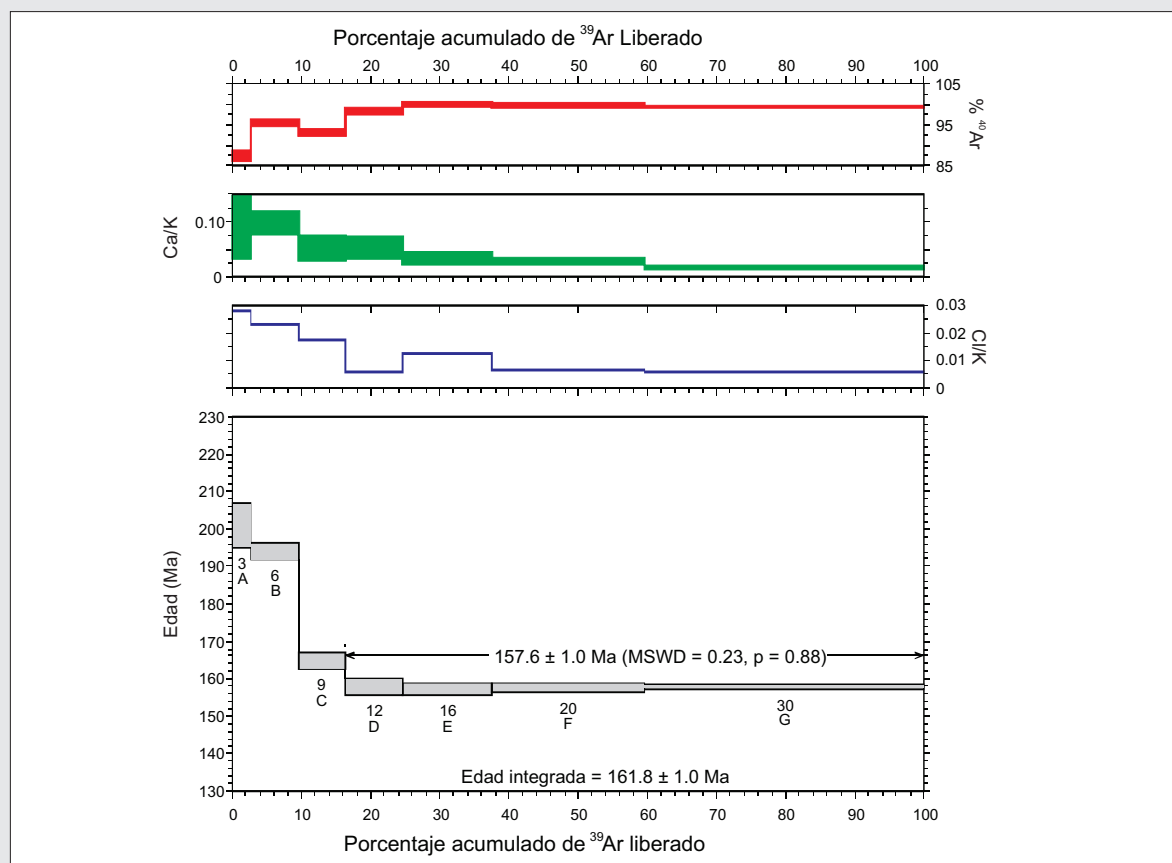 Porcentaje acumulado de ³⁹Ar Liberado
0 10 20 30 40 50 60 70 80 90 100
105
95
85
% ⁴⁰Ar
0.10
0
Ca/K
0.03
0.02
0.01
0
Cl/K
230
220
210
200
190
180
170
160
150
140
130
Edad (Ma)
3
A
6
B
9
C
157.6 ± 1.0 Ma (MSWD = 0.23, p = 0.88)
12
D
16
E
20
F
30
G
Edad integrada = 161.8 ± 1.0 Ma
0 10 20 30 40 50 60 70 80 90 100
Porcentaje acumulado de ³⁹Ar liberado